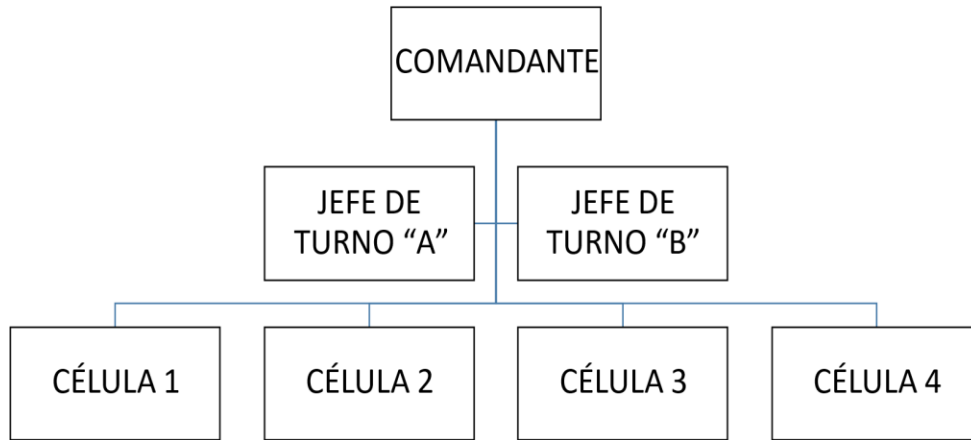 COMANDANTE
JEFE DE
TURNO “A”
JEFE DE
TURNO “B”
CÉLULA 1
CÉLULA 2
CÉLULA 3
CÉLULA 4